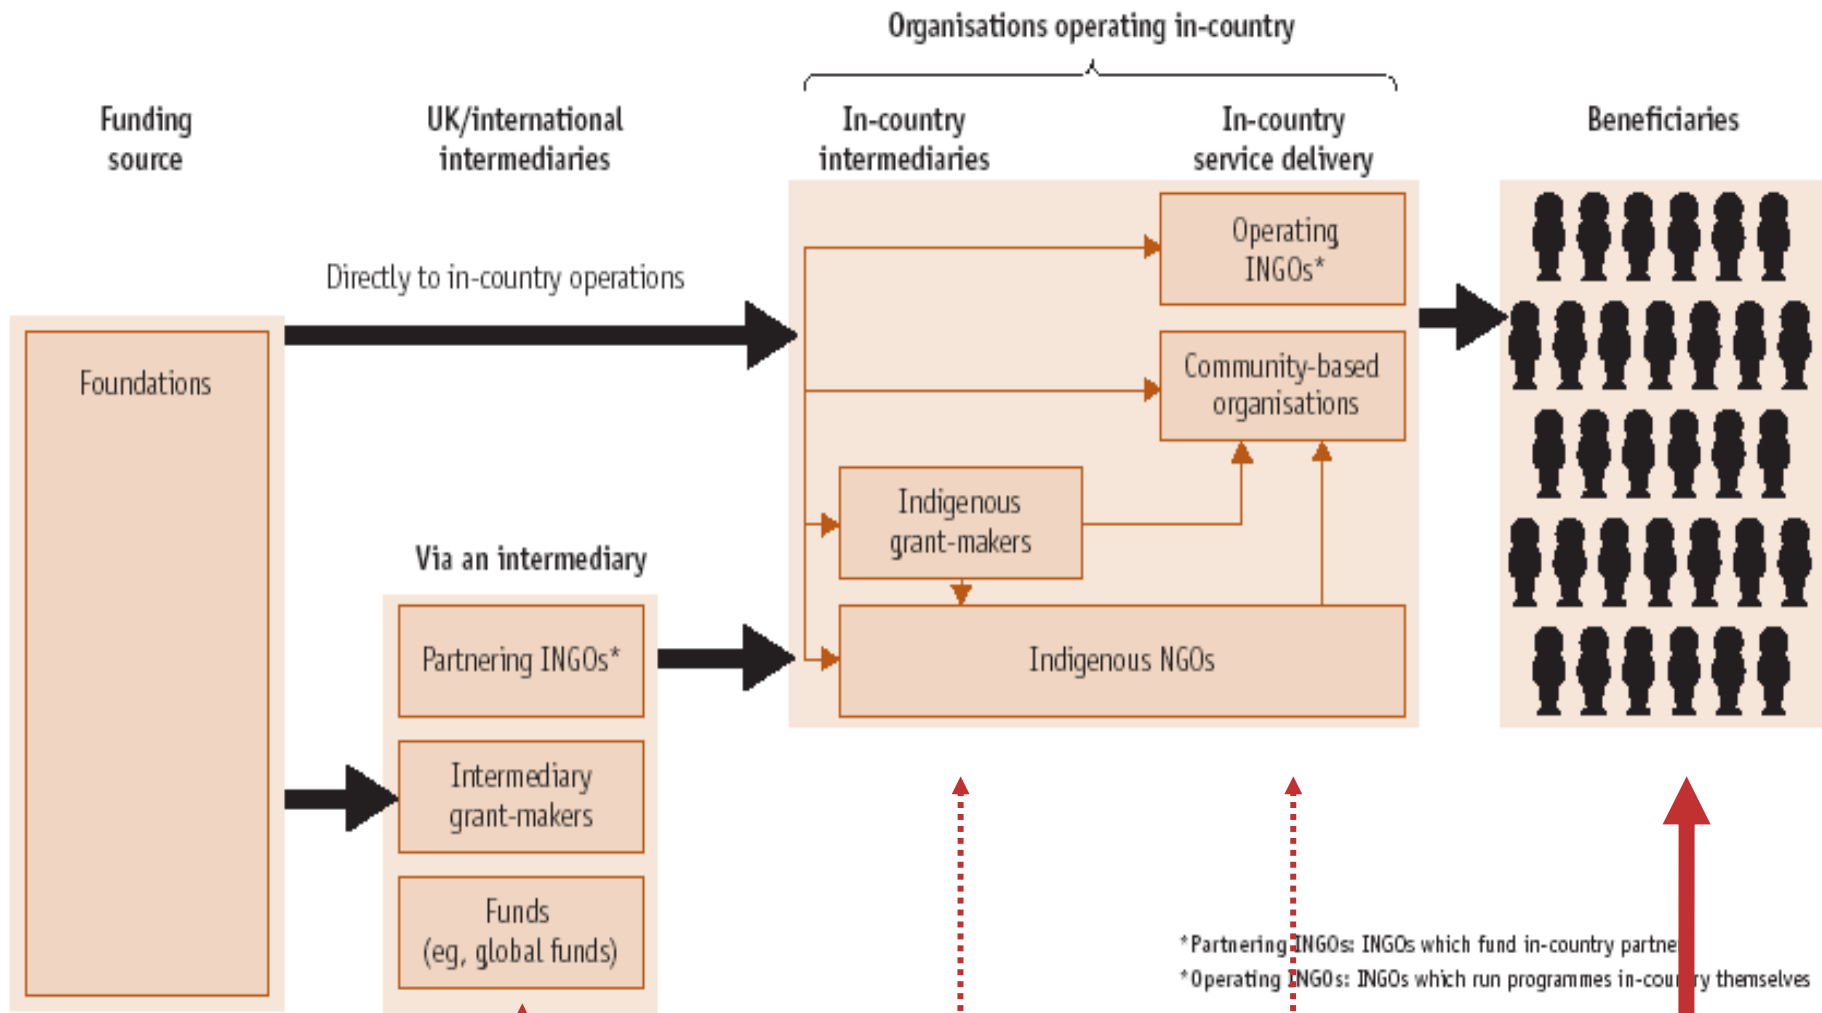 Organisations operating in-country
Funding
source
UK/international
intermediaries
In-country
intermediaries
In-country
service delivery
Beneficiaries
Directly to in-country operations
Foundations
Via an intermediary
Partnering INGOs*
Intermediary
grant-makers
Funds
(eg, global funds)
Operating
INGOs*
Community-based
organisations
Indigenous
grant-makers
Indigenous NGOs
*Partnering INGOs: INGOs which fund in-country
*Operating INGOs: INGOs which run programmes in-country themselves